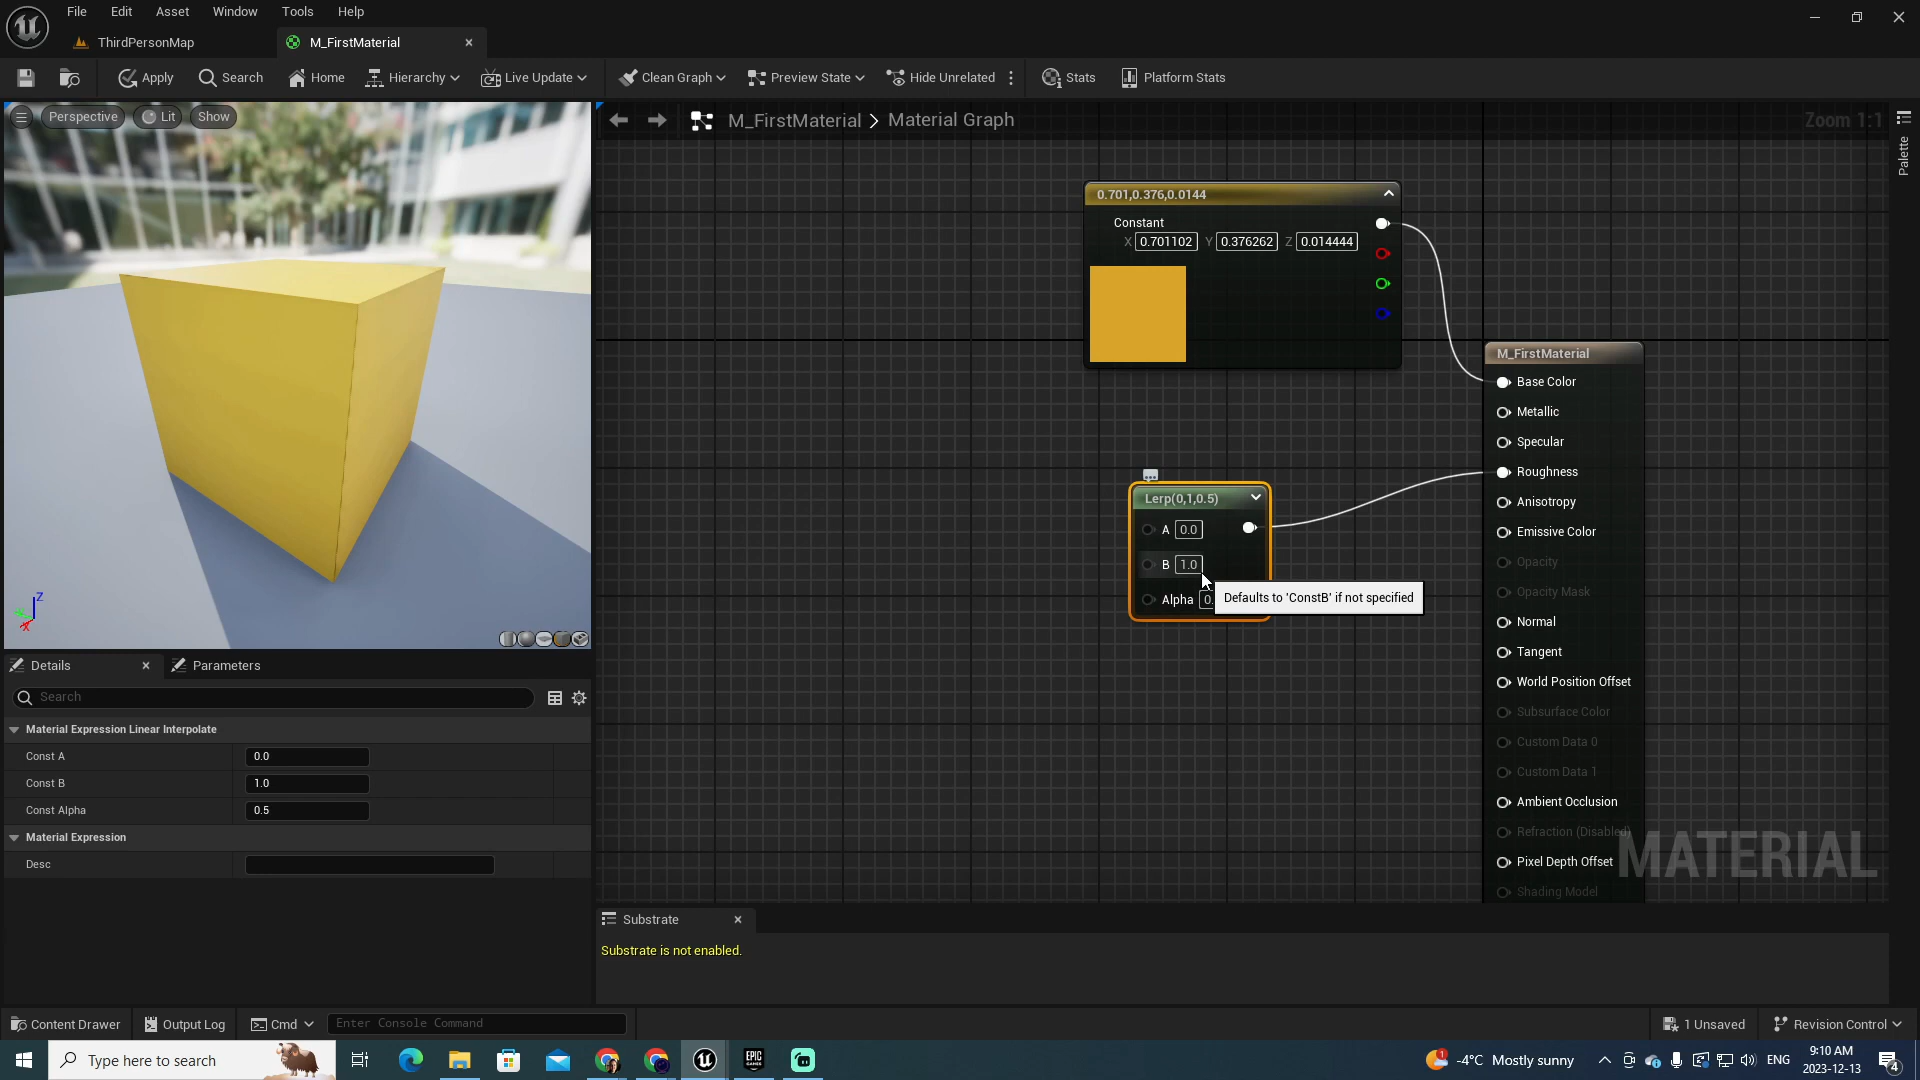 File Edit Asset Window Tools Help
ThirdPersonMap M_FirstMaterial
Apply Search Home Hierarchy Live Update Clean Graph Preview State Hide Unrelated Stats Platform Stats
Perspective Lit Show
M_FirstMaterial > Material Graph
Zoom 1:1
Palette
0.701,0.376,0.0144
Constant
X 0.701102 Y 0.376262 Z 0.014444
M_FirstMaterial
Base Color
Metallic
Specular
Roughness
Anisotropy
Emissive Color
Opacity
Opacity Mask
Normal
Tangent
World Position Offset
Subsurface Color
Custom Data 0
Custom Data 1
Ambient Occlusion
Refraction (Disabled)
Pixel Depth Offset
Shading Model
Lerp(0,1,0.5)
A 0.0
B 1.0
Alpha 0.
Defaults to 'ConstB' if not specified
MATERIAL
Z
X
Details Parameters
Search
Material Expression Linear Interpolate
Const A 0.0
Const B 1.0
Const Alpha 0.5
Material Expression
Desc
Substrate
Substrate is not enabled.
Content Drawer Output Log Cmd Enter Console Command 1 Unsaved Revision Control
Type here to search
EPIC GAMES
1
-4°C Mostly sunny
ENG
9:10 AM
2023-12-13
4